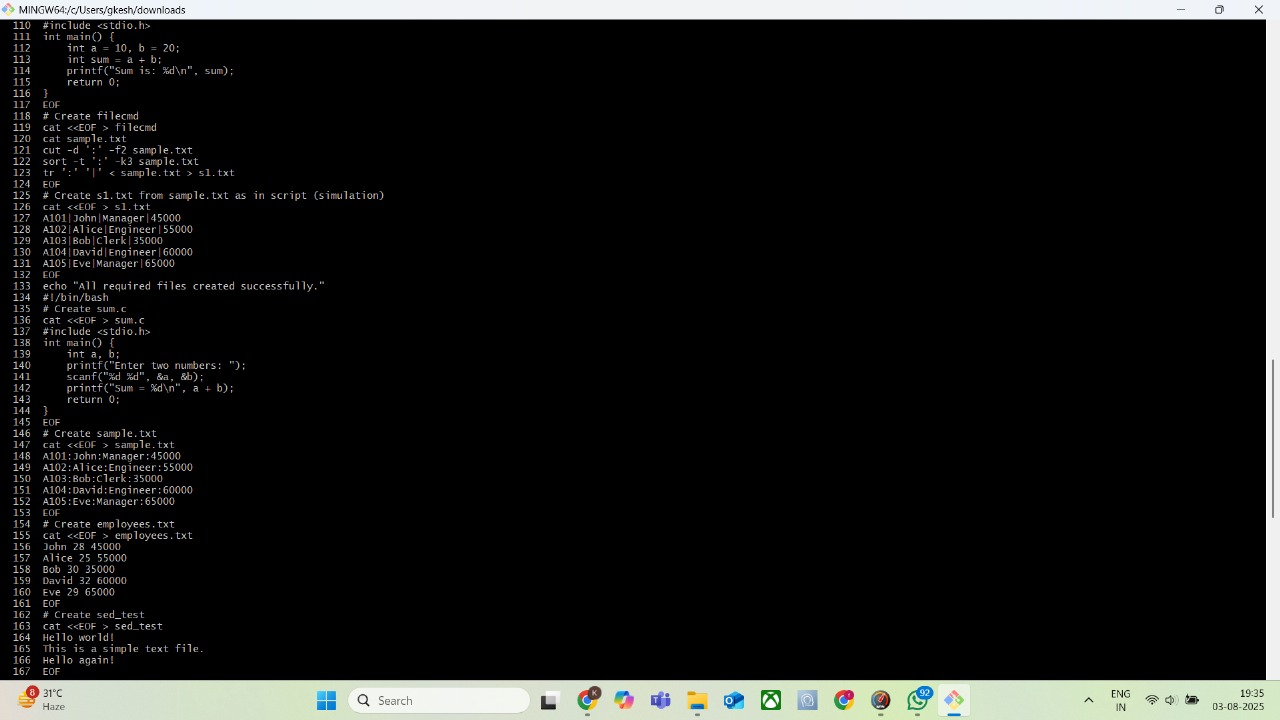 MINGW64:/c/Users/gkesh/downloads
110 #include <stdio.h>
111 int main() {
112     int a = 10, b = 20;
113     int sum = a + b;
114     printf("Sum is: %d\n", sum);
115     return 0;
116 }
117 EOF
118 # Create filecmd
119 cat <<EOF > filecmd
120 cat sample.txt
121 cut -d ':' -f2 sample.txt
122 sort -t ':' -k3 sample.txt
123 tr ':' '|' < sample.txt > s1.txt
124 EOF
125 # Create s1.txt from sample.txt as in script (simulation)
126 cat <<EOF > s1.txt
127 A101|John|Manager|45000
128 A102|Alice|Engineer|55000
129 A103|Bob|Clerk|35000
130 A104|David|Engineer|60000
131 A105|Eve|Manager|65000
132 EOF
133 echo "All required files created successfully."
134 #!/bin/bash
135 # Create sum.c
136 cat <<EOF > sum.c
137 #include <stdio.h>
138 int main() {
139     int a, b;
140     printf("Enter two numbers: ");
141     scanf("%d %d", &a, &b);
142     printf("Sum = %d\n", a + b);
143     return 0;
144 }
145 EOF
146 # Create sample.txt
147 cat <<EOF > sample.txt
148 A101:John:Manager:45000
149 A102:Alice:Engineer:55000
150 A103:Bob:Clerk:35000
151 A104:David:Engineer:60000
152 A105:Eve:Manager:65000
153 EOF
154 # Create employees.txt
155 cat <<EOF > employees.txt
156 John 28 45000
157 Alice 25 55000
158 Bob 30 35000
159 David 32 60000
160 Eve 29 65000
161 EOF
162 # Create sed_test
163 cat <<EOF > sed_test
164 Hello world!
165 This is a simple text file.
166 Hello again!
167 EOF
8
31°C
Haze
Search
K
92
ENG
IN
19:35
03-08-2025